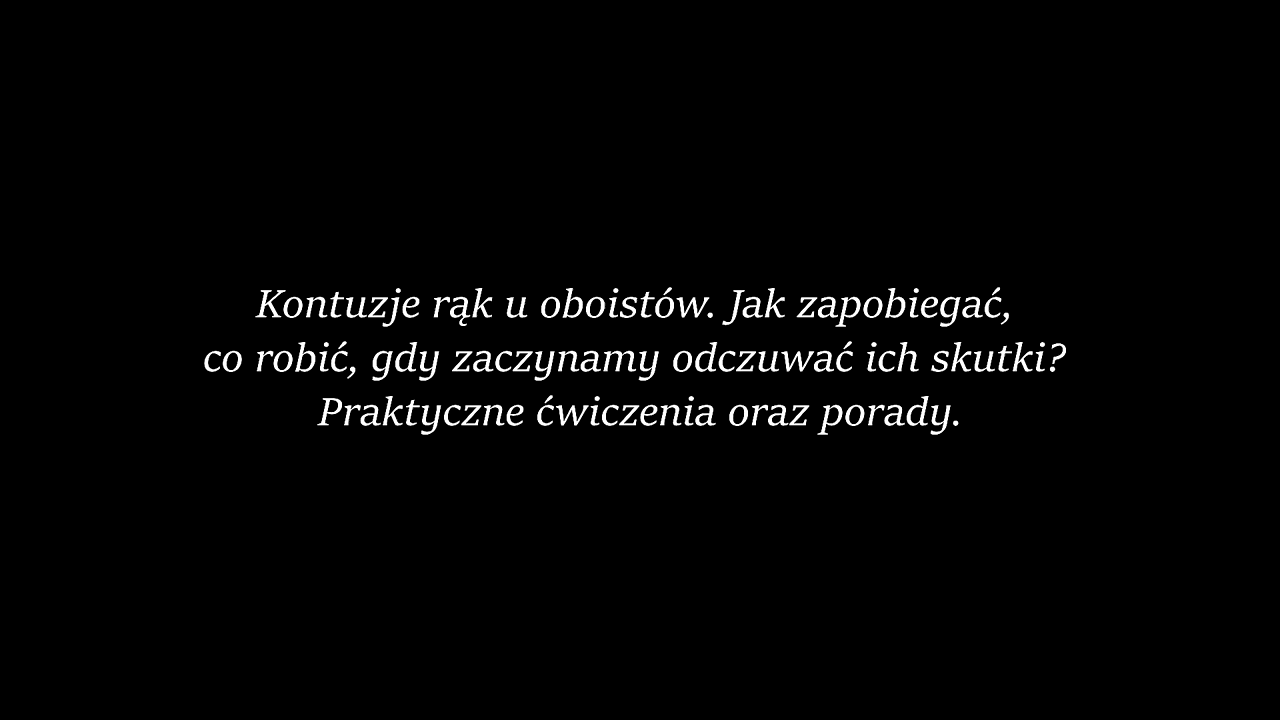 Kontuzje rąk u oboistów. Jak zapobiegać,
co robić, gdy zaczynamy odczuwać ich skutki?
Praktyczne ćwiczenia oraz porady.